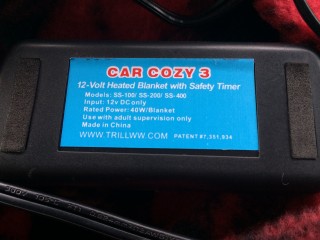 CAR COZY 3
12-Volt Heated Blanket with Safety Timer
Models: SS-100/ SS-200/ SS-400
Input: 12v DC only
Rated Power: 40W/Blanket
Use with adult supervision only
Made in China
WWW.TRILLWW.COM PATENT #7,351,934